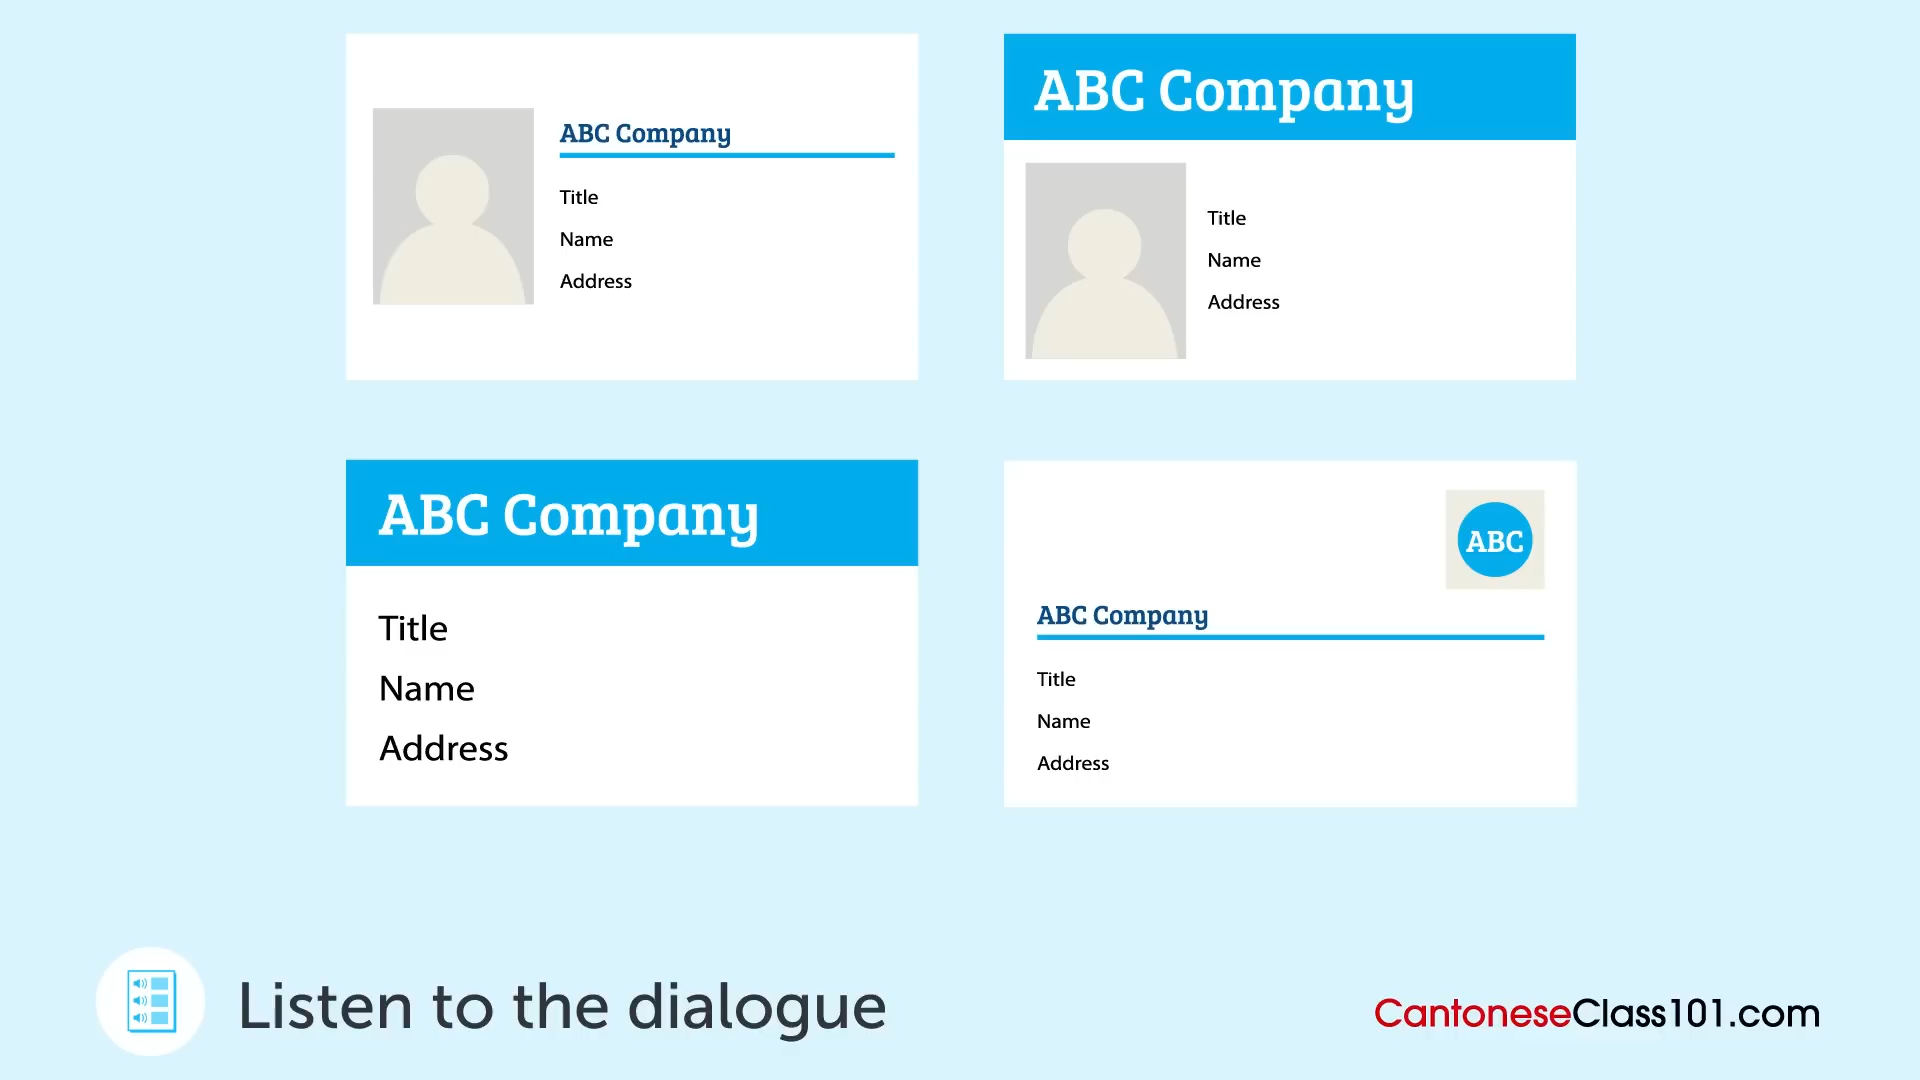 ABC Company
Title
Name
Address
ABC Company
Title
Name
Address
ABC Company
Title
Name
Address
ABC
ABC Company
Title
Name
Address
Listen to the dialogue
CantoneseClass101.com